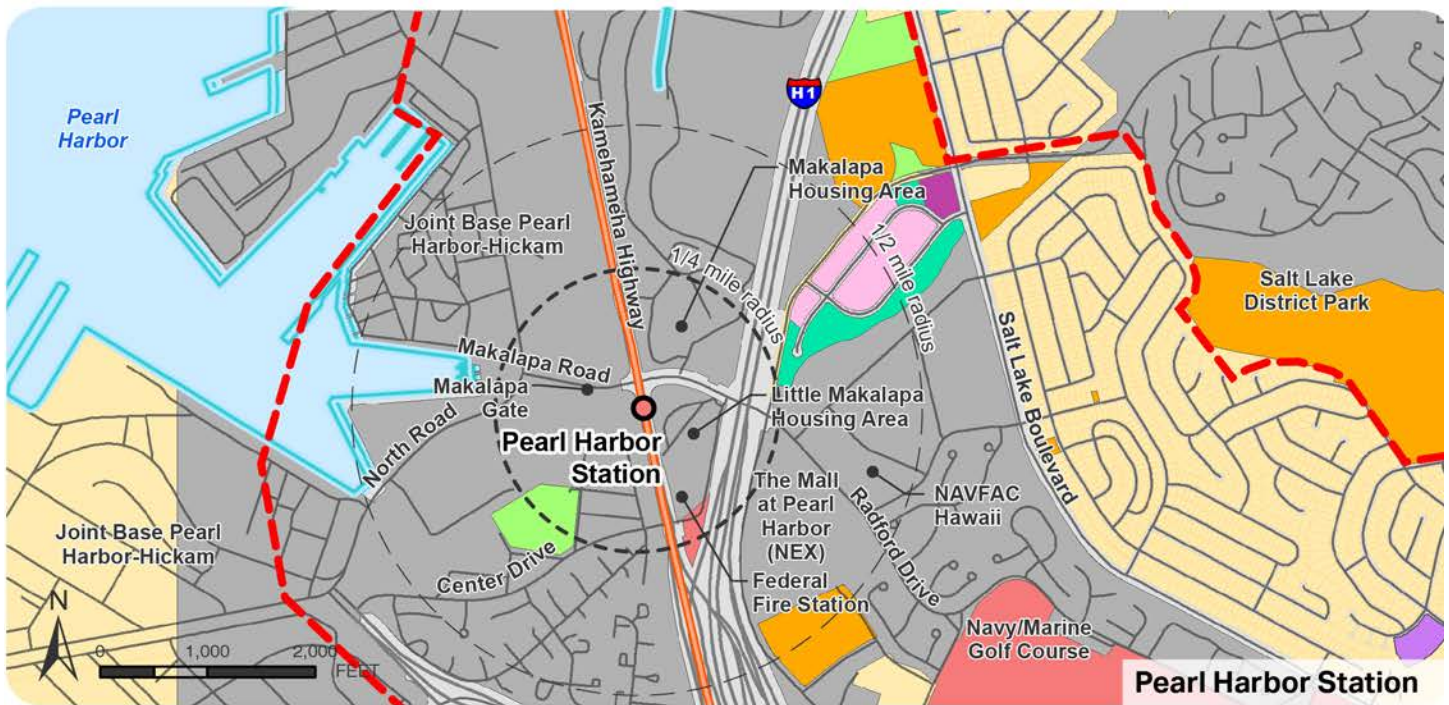 Pearl
Harbor
H1
Kamehameha Highway
Makalapa
Housing Area
Joint Base Pearl
Harbor-Hickam
1/4 mile radius
1/2 mile radius
Salt Lake
District Park
Salt Lake Boulevard
Makalapa Road
Makalapa
Gate
Little Makalapa
Housing Area
North Road
Pearl Harbor
Station
The Mall
at Pearl
Harbor
(NEX)
NAVFAC
Hawaii
Radford Drive
Joint Base Pearl
Harbor-Hickam
Center Drive
Federal
Fire Station
Navy/Marine
Golf Course
N
0 1,000 2,000
FEET
Pearl Harbor Station